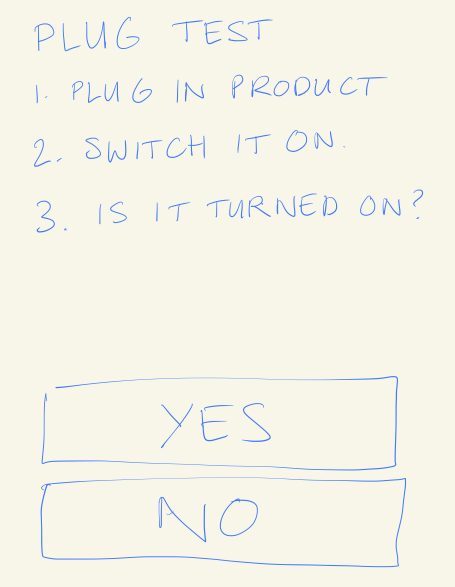 PLUG TEST
1. PLUG IN PRODUCT
2. SWITCH IT ON.
3. IS IT TURNED ON?
YES
NO